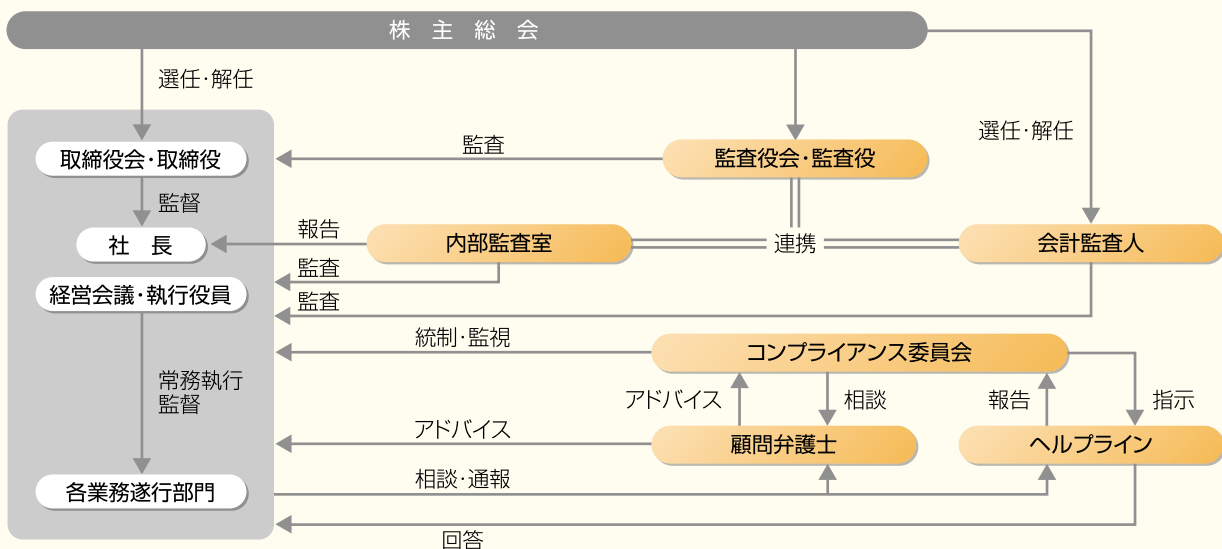 株主総会
選任・解任
選任・解任
取締役会・取締役
監査
監査役会・監査役
監督
社長
報告
内部監査室
連携
会計監査人
監査
経営会議・執行役員
監査
統制・監視
コンプライアンス委員会
常務執行
監督
アドバイス
相談
報告
指示
アドバイス
顧問弁護士
ヘルプライン
相談・通報
各業務遂行部門
回答